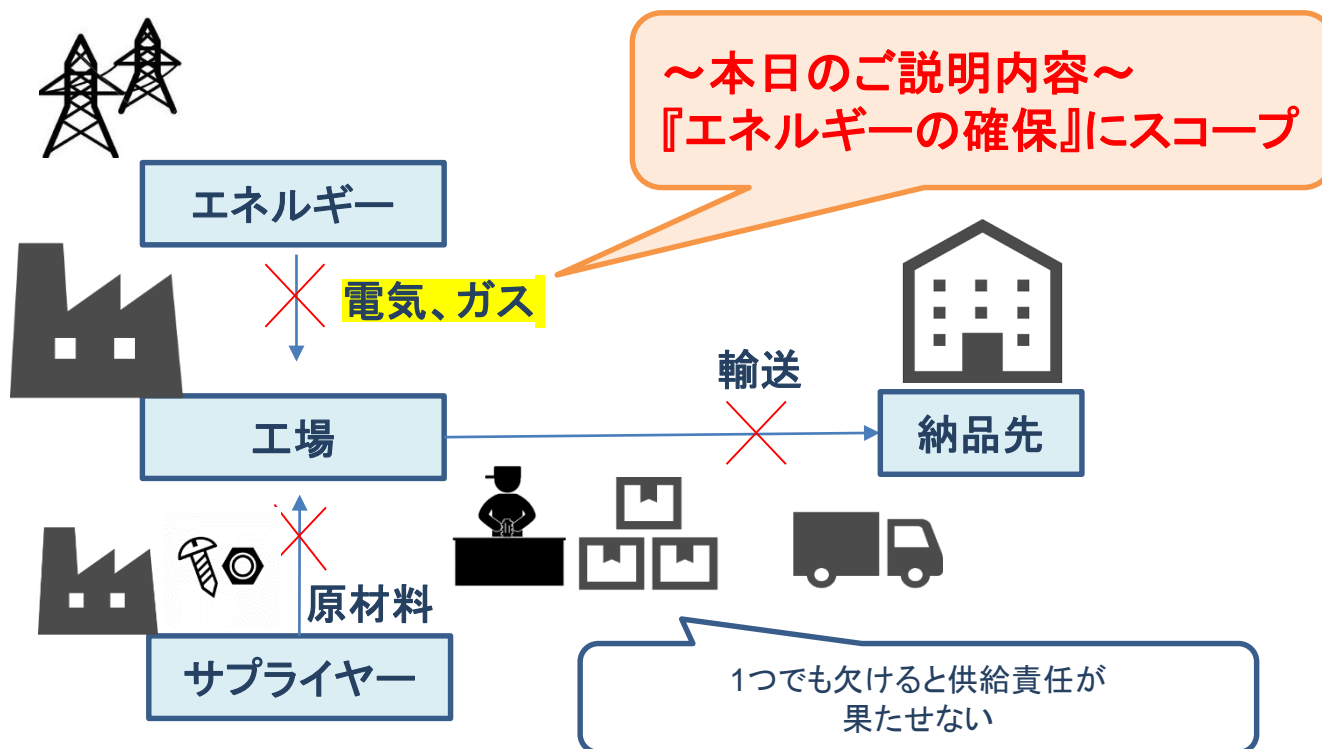 ～本日のご説明内容～
『エネルギーの確保』にスコープ
エネルギー
電気、ガス
輸送
工場
納品先
原材料
サプライヤー
1つでも欠けると供給責任が
果たせない